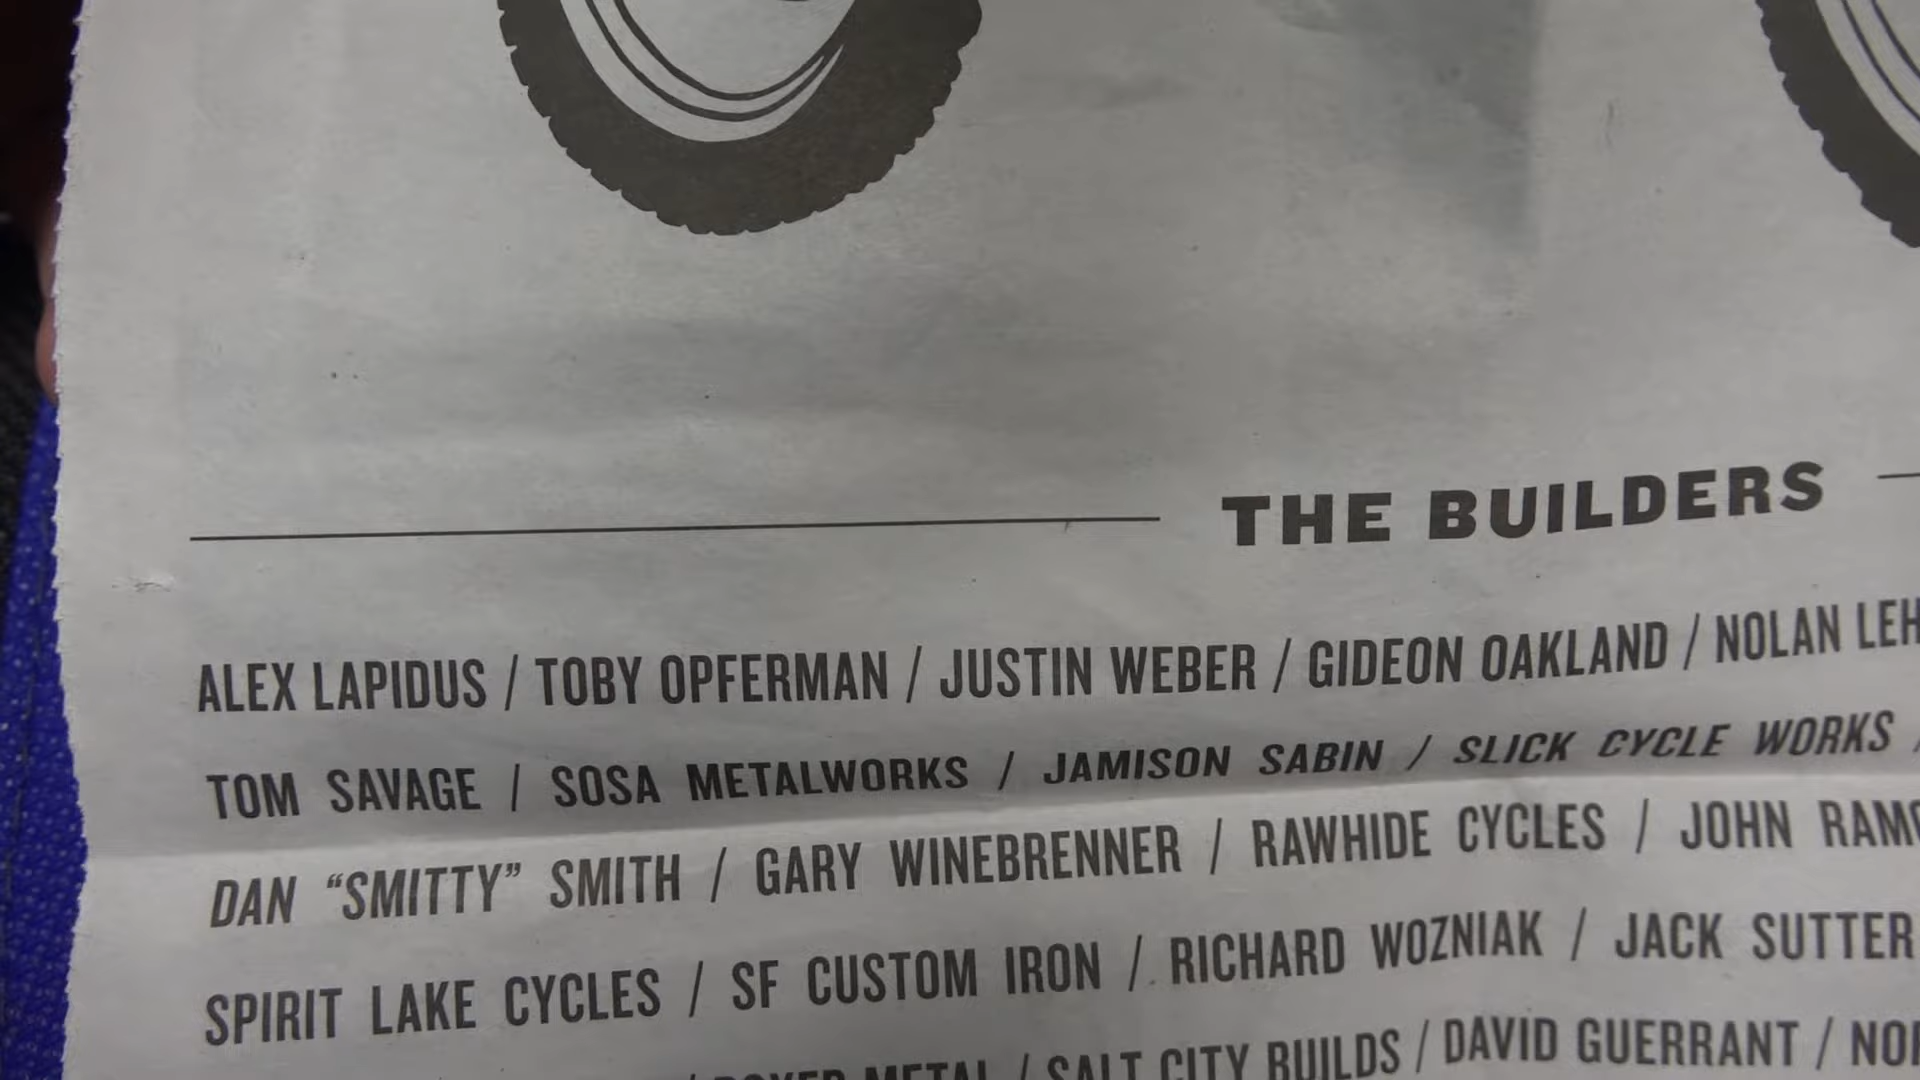 THE BUILDERS
ALEX LAPIDUS / TOBY OPFERMAN / JUSTIN WEBER / GIDEON OAKLAND / NOLAN
TOM SAVAGE / SOSA METALWORKS / JAMISON SABIN / SLICK CYCLE WORKS
DAN “SMITTY” SMITH / GARY WINEBRENNER / RAWHIDE CYCLES / JOHN
SPIRIT LAKE CYCLES / SF CUSTOM IRON / RICHARD WOZNIAK / JACK SUTTER
METAL / SALT CITY BUILDS / DAVID GUERRANT /